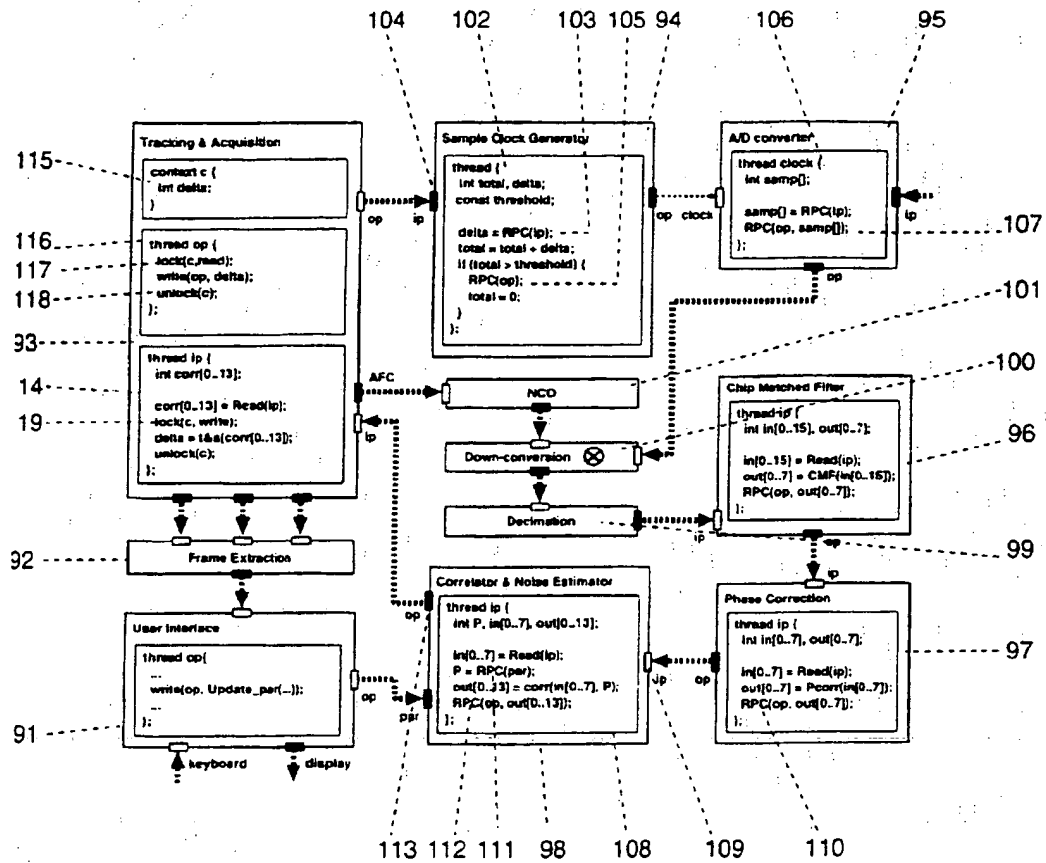 104
102
103
105
94
106
95
115
116
117
118
93
14
19
92
91
107
101
100
96
99
97
Tracking & Acquisition
context c {
int delta;
}
thread op {
lock(c,read);
write(op, delta);
unlock(c);
};
thread ip {
int corr[0..13];
corr[0..13] = Read(ip);
lock(c, write);
delta = t&a(corr[0..13]);
unlock(c);
};
op
ip
AFC
ip
Sample Clock Generator
thread {
int total, delta;
const threshold;
delta = RPC(ip);
total = total + delta;
if (total > threshold) {
RPC(op);
total = 0;
}
};
op
clock
A/D converter
thread clock {
int samp[];
samp[] = RPC(ip);
RPC(op, samp[]);
};
ip
op
NCO
Down-conversion
Decimation
ip
Chip Matched Filter
thread ip {
int in[0..15], out[0..7];
in[0..15] = Read(ip);
out[0..7] = CMF(in[0..15]);
RPC(op, out[0..7]);
};
op
ip
Frame Extraction
User Interface
thread op{
...
write(op, Update_par(...));
...
};
op
keyboard
display
Correlator & Noise Estimator
thread ip {
int P, in[0..7], out[0..13];
in[0..7] = Read(ip);
P = RPC(par);
out[0..13] = corr(in[0..7], P);
RPC(op, out[0..13]);
};
op
par
ip
op
Phase Correction
thread ip {
int in[0..7], out[0..7];
in[0..7] = Read(ip);
out[0..7] = Pcorr(in[0..7]);
RPC(op, out[0..7]);
};
113
112
111
98
108
109
110